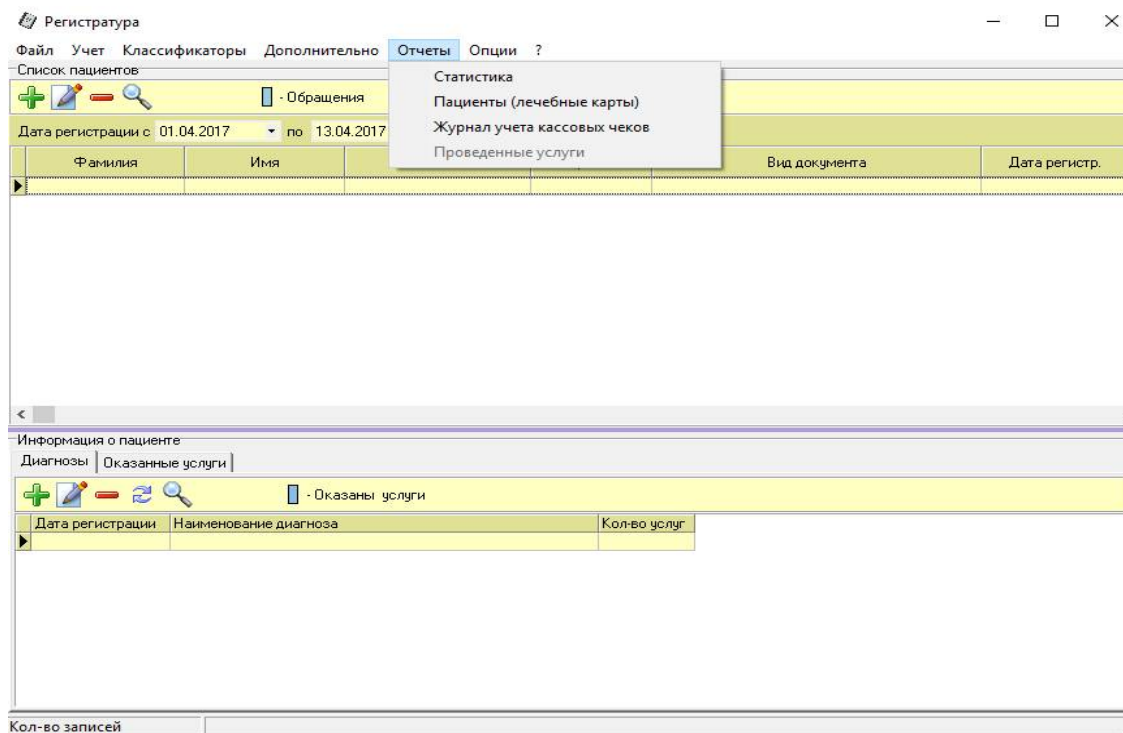 Регистратура
Файл Учет Классификаторы Дополнительно Отчеты Опции ?
Список пациентов
Статистика
Пациенты (лечебные карты)
Журнал учета кассовых чеков
Проведенные услуги
- Обращения
Дата регистрации с 01.04.2017 по 13.04.2017
Фамилия Имя Вид документа Дата регистр.
Информация о пациенте
Диагнозы Оказанные услуги
- Оказаны услуги
Дата регистрации Наименование диагноза Кол-во услуг
Кол-во записей